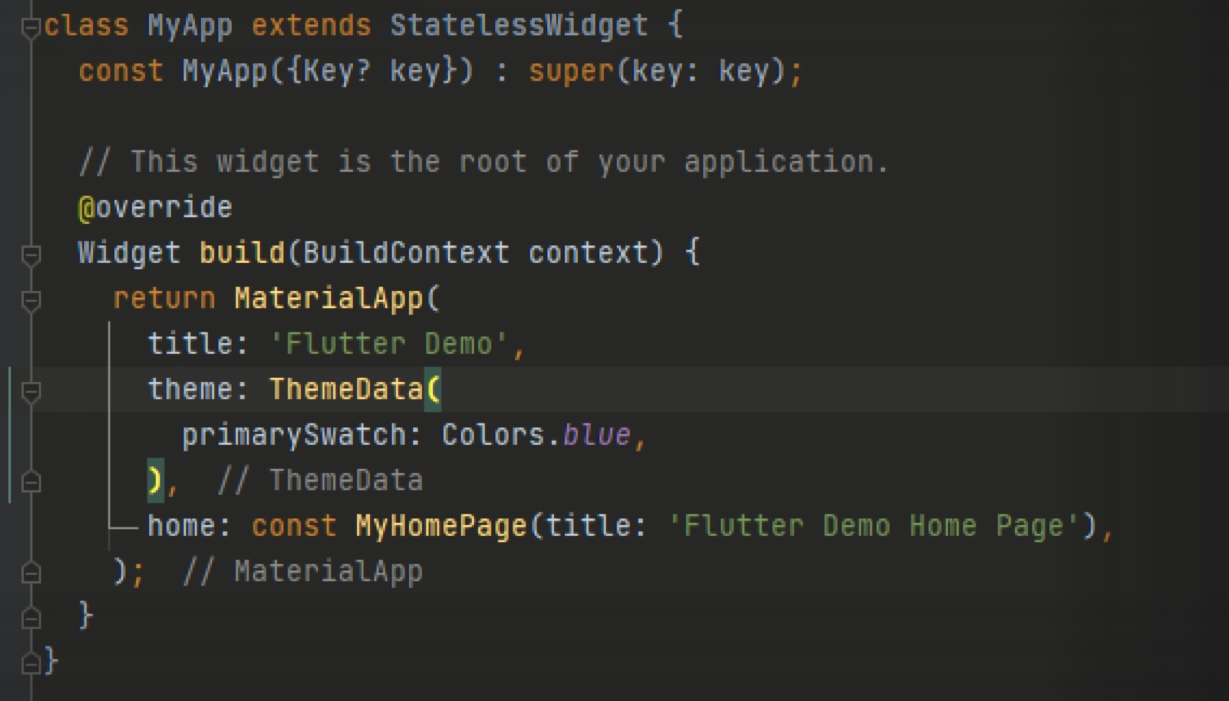 class MyApp extends StatelessWidget {
  const MyApp({Key? key}) : super(key: key);

  // This widget is the root of your application.
  @override
  Widget build(BuildContext context) {
    return MaterialApp(
      title: 'Flutter Demo',
      theme: ThemeData(
        primarySwatch: Colors.blue,
      ),  // ThemeData
      home: const MyHomePage(title: 'Flutter Demo Home Page'),
    );  // MaterialApp
  }
}